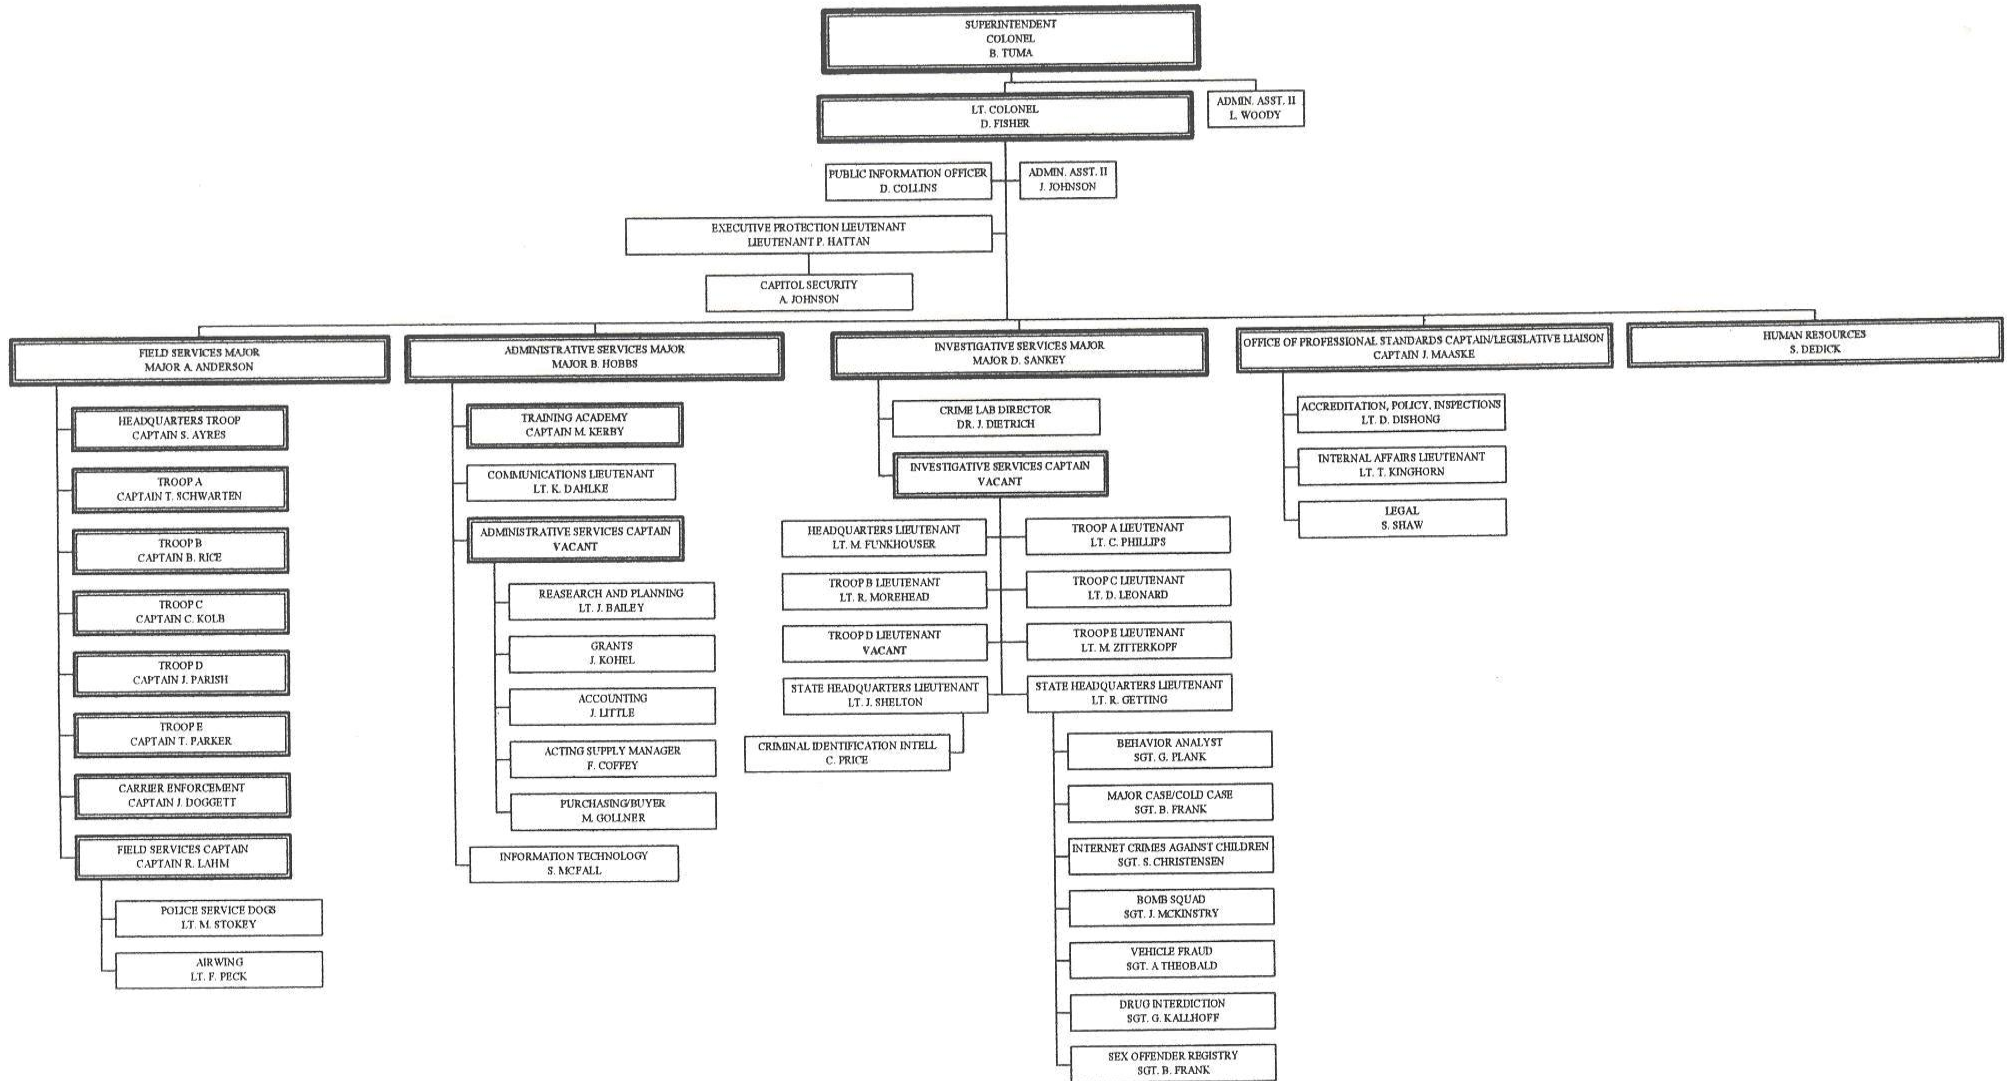 SUPERINTENDENT
COLONEL
B. TUMA
LT. COLONEL
D. FISHER
ADMIN. ASST. II
L. WOODY
PUBLIC INFORMATION OFFICER
D. COLLINS
ADMIN. ASST. II
J. JOHNSON
EXECUTIVE PROTECTION LIEUTENANT
LIEUTENANT P. HATTAN
CAPITOL SECURITY
A. JOHNSON
FIELD SERVICES MAJOR
MAJOR A. ANDERSON
HEADQUARTERS TROOP
CAPTAIN S. AYRES
TROOP A
CAPTAIN T. SCHWARTEN
TROOP B
CAPTAIN B. RICE
TROOP C
CAPTAIN C. KOLB
TROOP D
CAPTAIN J. PARISH
TROOP E
CAPTAIN T. PARKER
CARRIER ENFORCEMENT
CAPTAIN J. DOGGETT
FIELD SERVICES CAPTAIN
CAPTAIN R. LAHM
POLICE SERVICE DOGS
LT. M. STOKEY
AIRWING
LT. F. PECK
ADMINISTRATIVE SERVICES MAJOR
MAJOR B. HOBBS
TRAINING ACADEMY
CAPTAIN M. KERBY
COMMUNICATIONS LIEUTENANT
LT. K. DAHLKE
ADMINISTRATIVE SERVICES CAPTAIN
VACANT
REASEARCH AND PLANNING
LT. J. BAILEY
GRANTS
J. KOHEL
ACCOUNTING
J. LITTLE
ACTING SUPPLY MANAGER
F. COFFEY
PURCHASING/BUYER
M. GOLLNER
INFORMATION TECHNOLOGY
S. MCFALL
INVESTIGATIVE SERVICES MAJOR
MAJOR D. SANKEY
CRIME LAB DIRECTOR
DR. J. DIETRICH
INVESTIGATIVE SERVICES CAPTAIN
VACANT
HEADQUARTERS LIEUTENANT
LT. M. FUNKHOUSER
TROOP A LIEUTENANT
LT. C. PHILLIPS
TROOP B LIEUTENANT
LT. R. MOREHEAD
TROOP C LIEUTENANT
LT. D. LEONARD
TROOP D LIEUTENANT
VACANT
TROOP E LIEUTENANT
LT. M. ZITTERKOPF
STATE HEADQUARTERS LIEUTENANT
LT. J. SHELTON
STATE HEADQUARTERS LIEUTENANT
LT. R. GETTING
CRIMINAL IDENTIFICATION INTELL
C. PRICE
BEHAVIOR ANALYST
SGT. G. PLANK
MAJOR CASE/COLD CASE
SGT. B. FRANK
INTERNET CRIMES AGAINST CHILDREN
SGT. S. CHRISTENSEN
BOMB SQUAD
SGT. J. MCKINSTRY
VEHICLE FRAUD
SGT. A THEOBALD
DRUG INTERDICTION
SGT. G. KALLHOFF
SEX OFFENDER REGISTRY
SGT. B. FRANK
OFFICE OF PROFESSIONAL STANDARDS CAPTAIN/LEGISLATIVE LIAISON
CAPTAIN J. MAASKE
ACCREDITATION, POLICY, INSPECTIONS
LT. D. DISHONG
INTERNAL AFFAIRS LIEUTENANT
LT. T. KINGHORN
LEGAL
S. SHAW
HUMAN RESOURCES
S. DEDICK